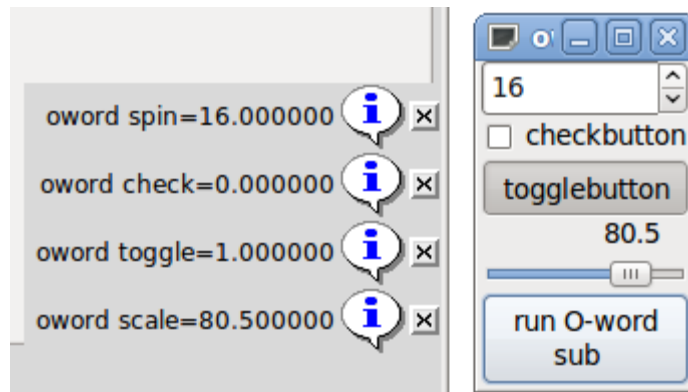 oword spin=16.000000
oword check=0.000000
oword toggle=1.000000
oword scale=80.500000
16
checkbutton
togglebutton
80.5
run O-word
sub